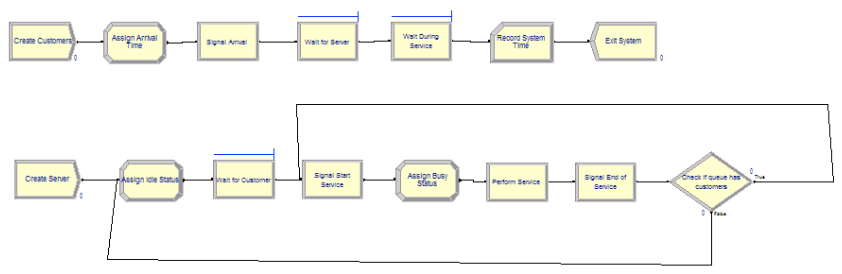 Create Customers
0
Assign Arrival
Time
Signal Arrival
Wait for Server
Wait During
Service
Record System
Time
Exit System
0
Create Server
0
Assign Idle Status
Wait for Customer
Signal Start
Service
Assign Busy
Status
Perform Service
Signal End of
Service
Check if queue has
customers
0
True
0
False